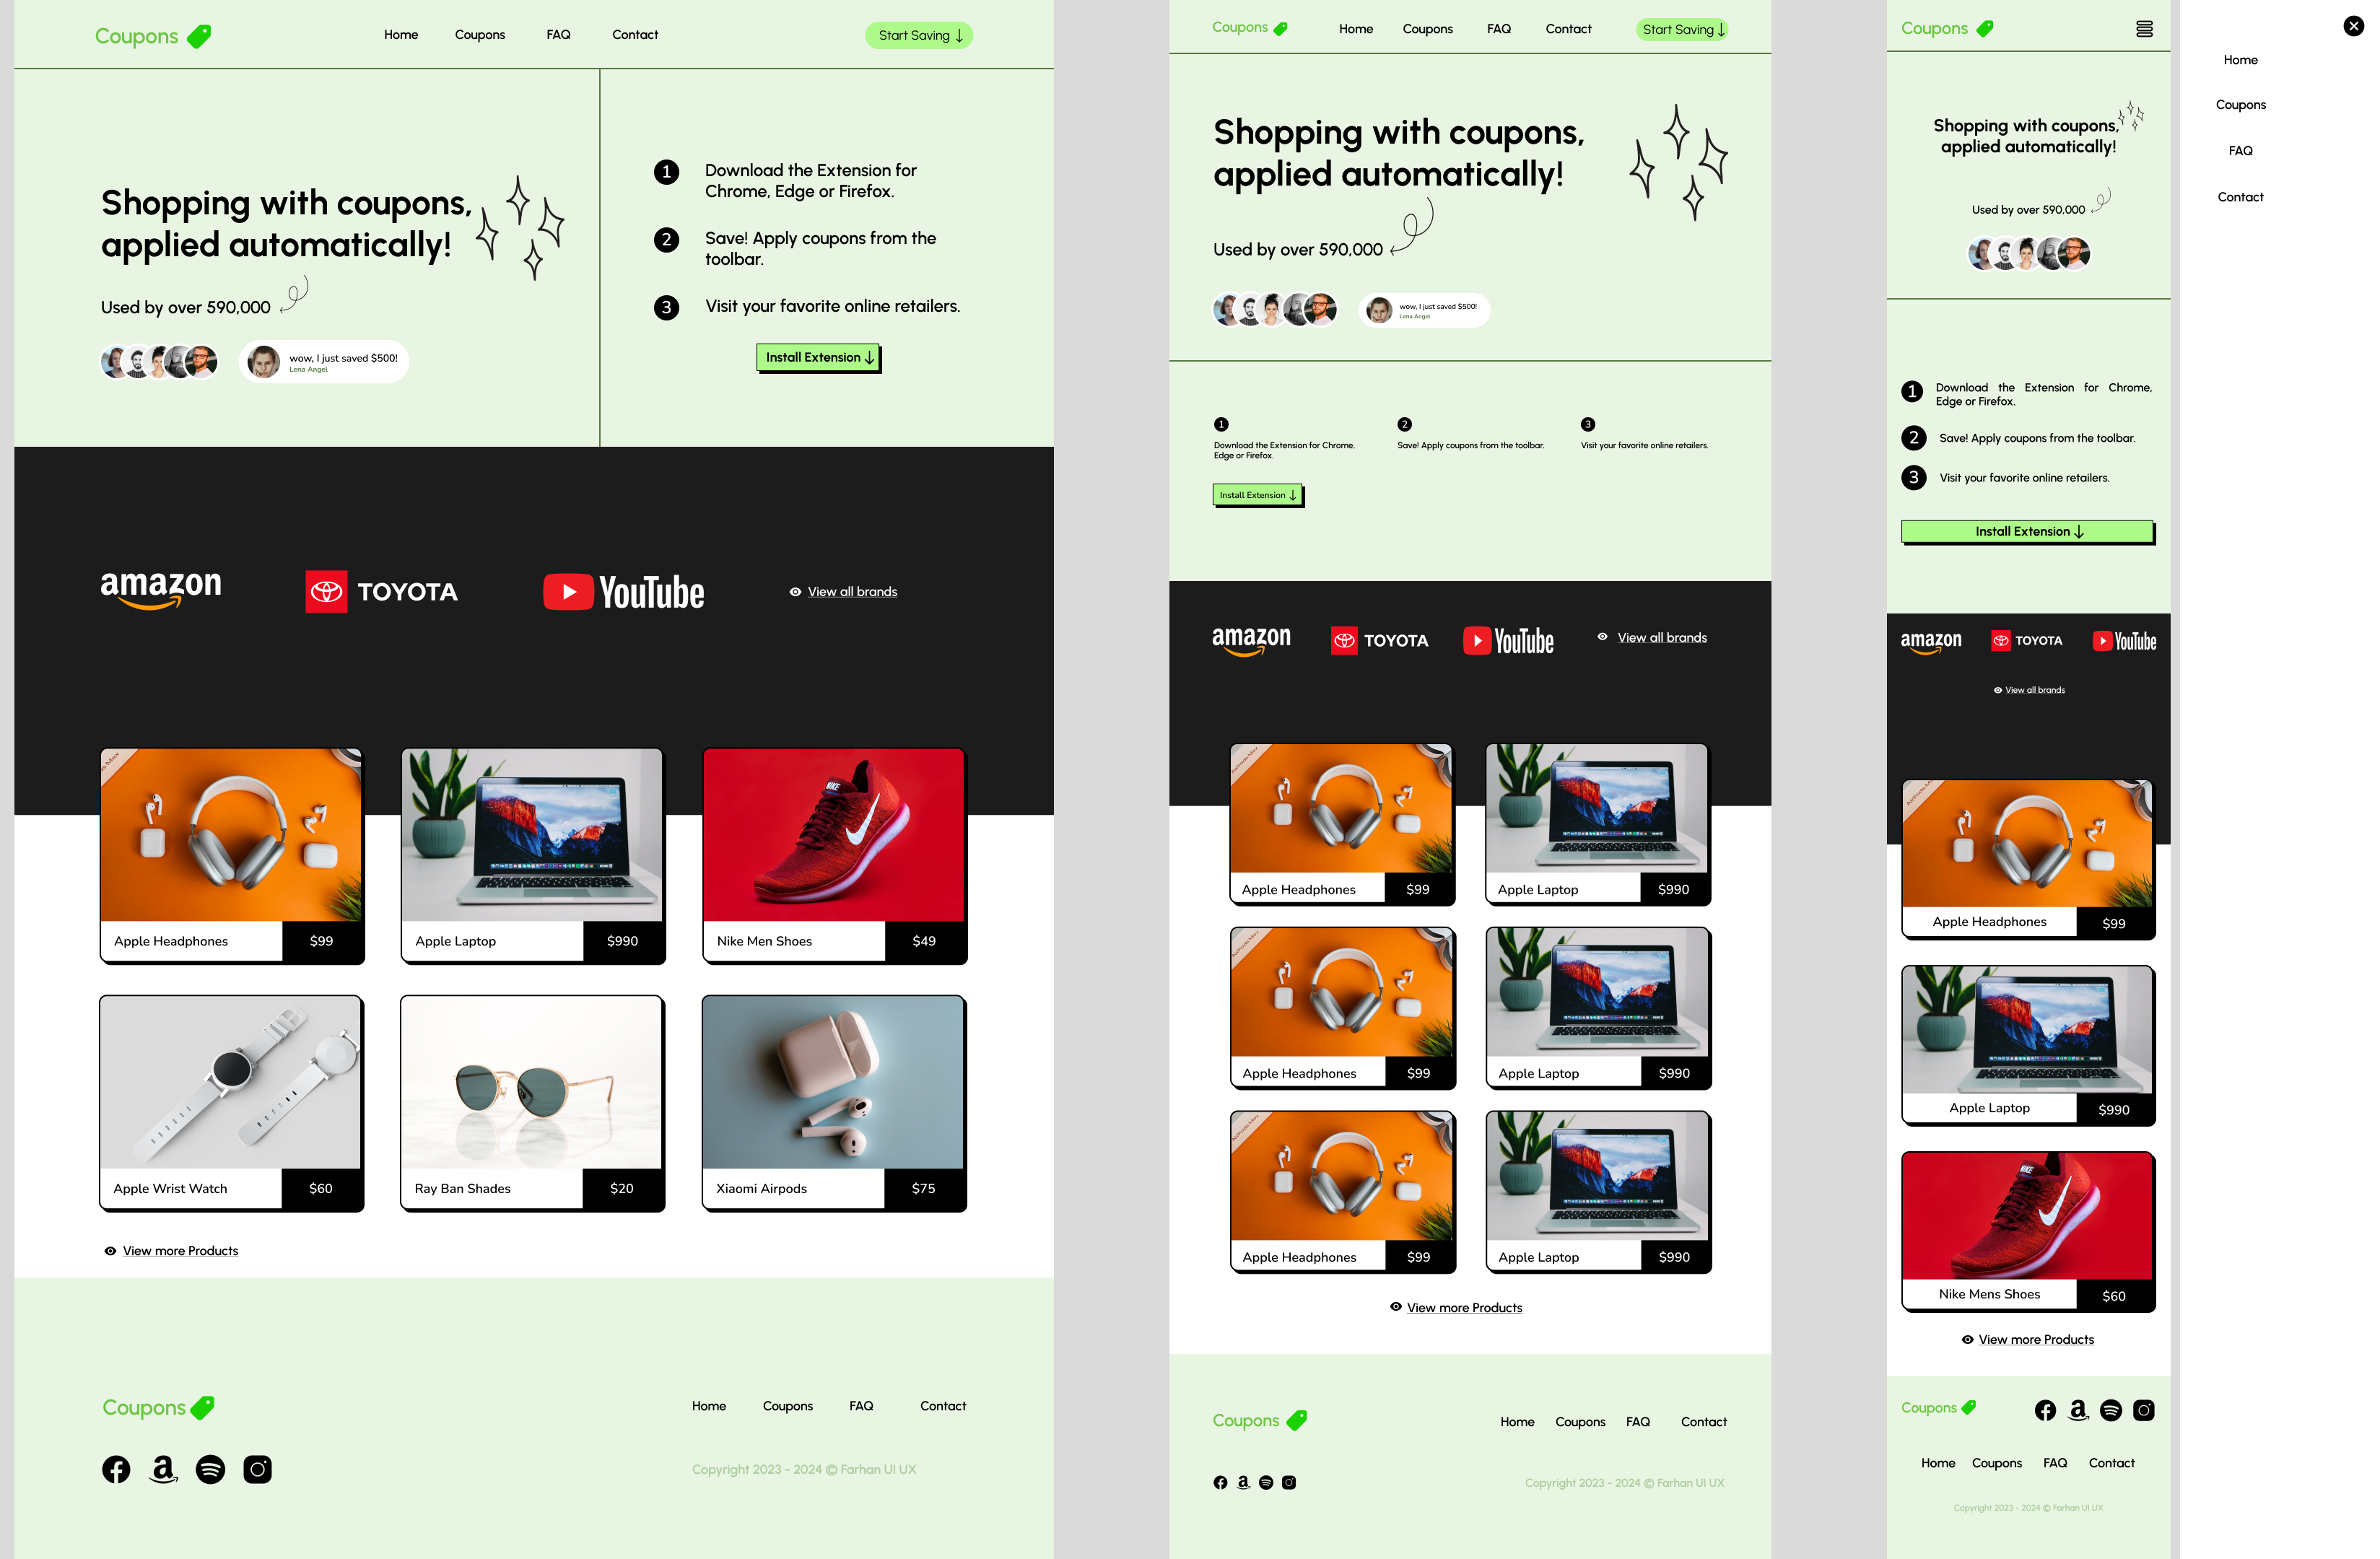 Coupons
Home Coupons FAQ Contact
Start Saving
Shopping with coupons,
applied automatically!
Used by over 590,000
wow, I just saved $500!
Lena Angel
1 Download the Extension for
Chrome, Edge or Firefox.
2 Save! Apply coupons from the
toolbar.
3 Visit your favorite online retailers.
Install Extension
amazon
TOYOTA
YouTube
View all brands
Apple Headphones $99
Apple Laptop $990
NIKE
Nike Men Shoes $49
Apple Wrist Watch $60
Ray Ban Shades $20
Xiaomi Airpods $75
View more Products
Coupons
Home Coupons FAQ Contact
Copyright 2023 - 2024 © Farhan UI UX
Coupons
Home Coupons FAQ Contact
Start Saving
Shopping with coupons,
applied automatically!
Used by over 590,000
wow, I just saved $500!
Lena Angel
1
Download the Extension for Chrome,
Edge or Firefox.
2
Save! Apply coupons from the toolbar.
3
Visit your favorite online retailers.
Install Extension
amazon
TOYOTA
YouTube
View all brands
Apple Headphones $99
Apple Laptop $990
Apple Headphones $99
Apple Laptop $990
Apple Headphones $99
Apple Laptop $990
View more Products
Coupons
Home Coupons FAQ Contact
Copyright 2023 - 2024 © Farhan UI UX
Coupons
Shopping with coupons,
applied automatically!
Used by over 590,000
1 Download the Extension for Chrome,
Edge or Firefox.
2 Save! Apply coupons from the toolbar.
3 Visit your favorite online retailers.
Install Extension
amazon
TOYOTA
YouTube
View all brands
Apple Headphones $99
Apple Laptop $990
NIKE
Nike Mens Shoes $60
View more Products
Coupons
Home Coupons FAQ Contact
Copyright 2023 - 2024 © Farhan UI UX
Home
Coupons
FAQ
Contact